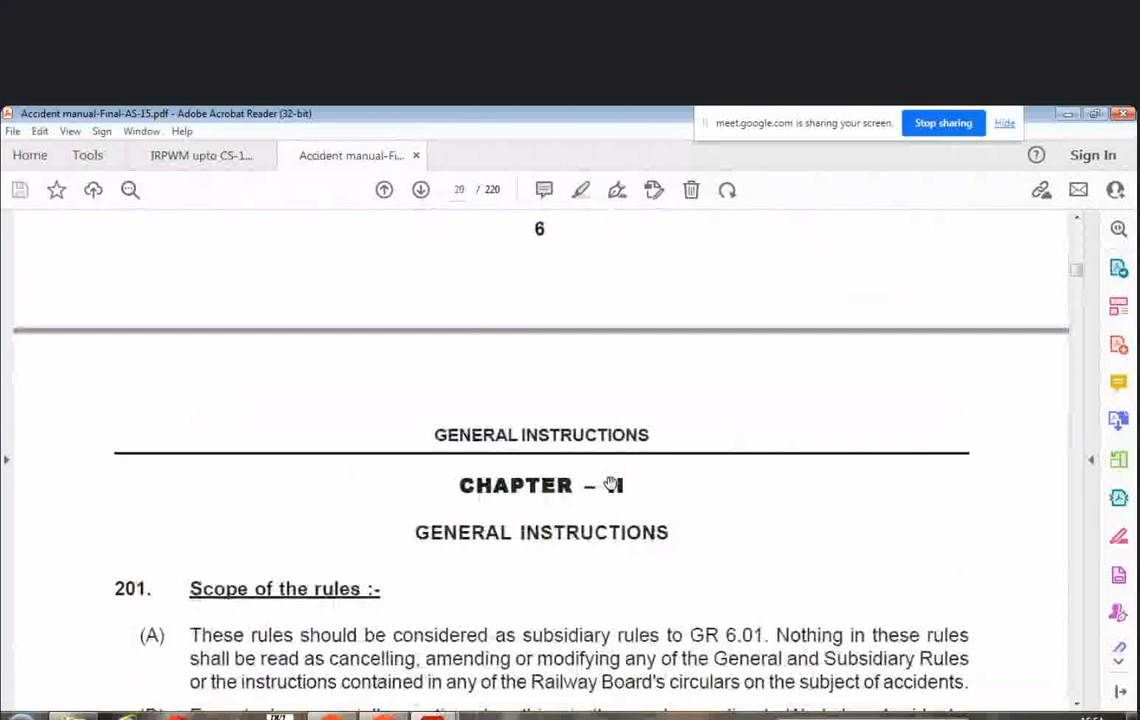 Accident manual-Final-AS-15.pdf - Adobe Acrobat Reader (32-bit)
meet.google.com is sharing your screen. Stop sharing Hide
File Edit View Sign Window Help
Home Tools IRPWM upto CS-1... Accident manual-Fi... × Sign In
20 / 220
6
GENERAL INSTRUCTIONS
CHAPTER –
GENERAL INSTRUCTIONS
201. Scope of the rules :-
(A) These rules should be considered as subsidiary rules to GR 6.01. Nothing in these rules
shall be read as cancelling, amending or modifying any of the General and Subsidiary Rules
or the instructions contained in any of the Railway Board's circulars on the subject of accidents.